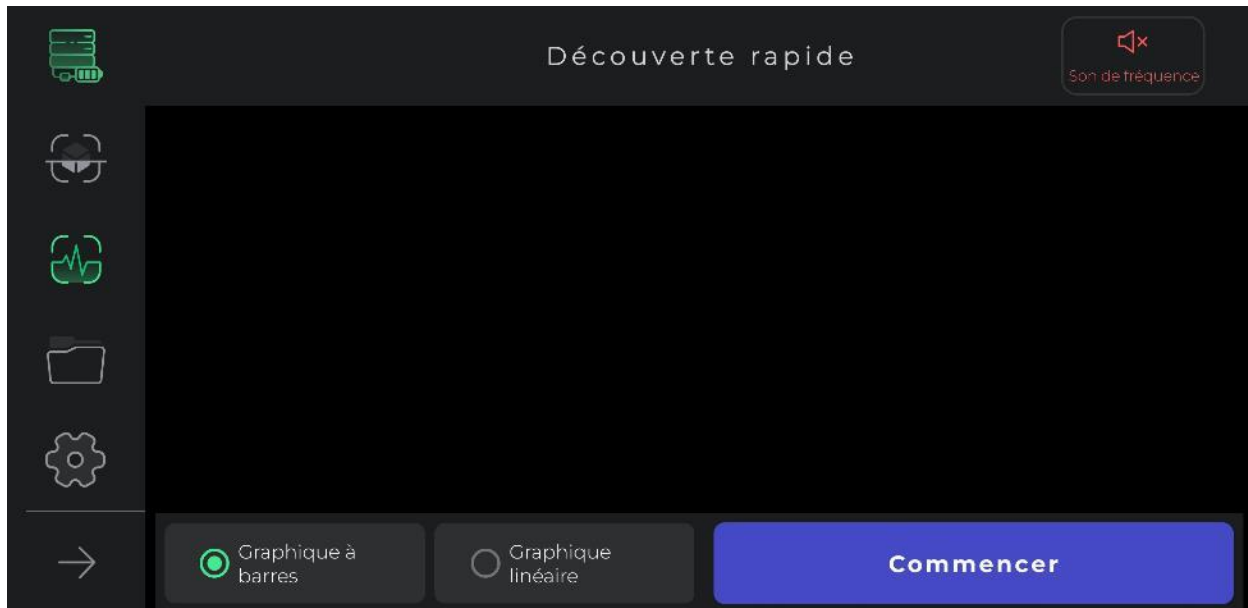 Découverte rapide
Son de fréquence
Graphique à
barres
Graphique
linéaire
Commencer